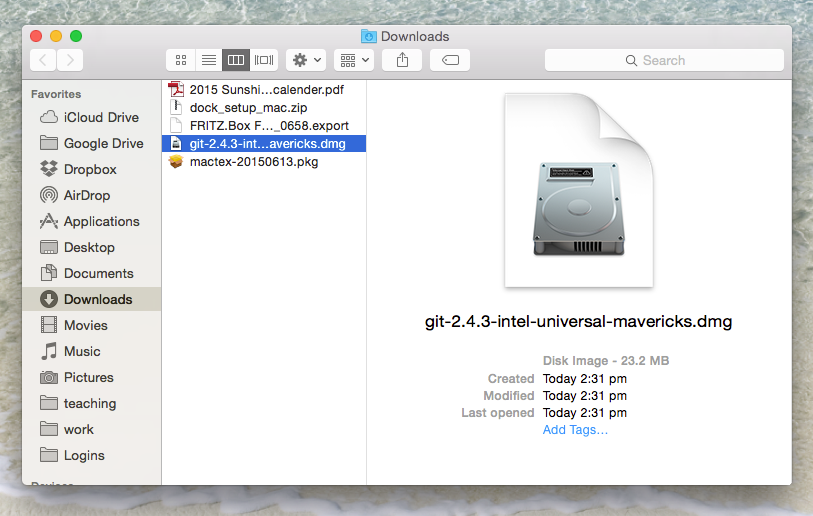 Downloads
Search
Favorites
iCloud Drive
Google Drive
Dropbox
AirDrop
Applications
Desktop
Documents
Downloads
Movies
Music
Pictures
teaching
work
Logins
2015 Sunshi...calender.pdf
dock_setup_mac.zip
FRITZ.Box F..._0658.export
git-2.4.3-int...avericks.dmg
mactex-20150613.pkg
git-2.4.3-intel-universal-mavericks.dmg
Disk Image - 23.2 MB
Created Today 2:31 pm
Modified Today 2:31 pm
Last opened Today 2:31 pm
Add Tags...